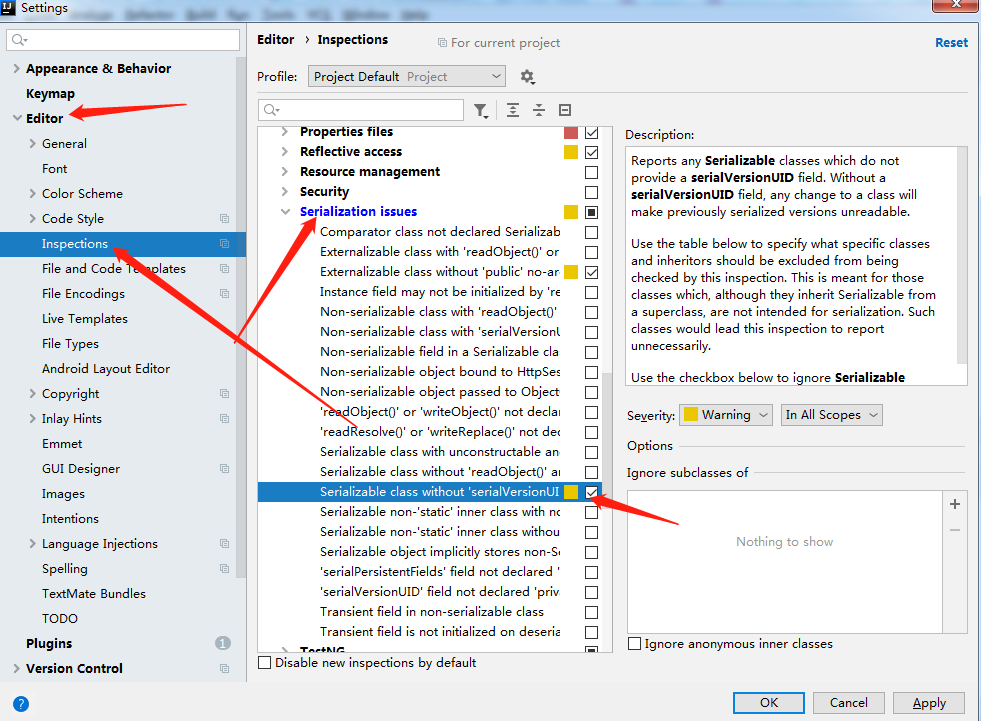 Settings
Appearance & Behavior
Keymap
Editor
General
Font
Color Scheme
Code Style
Inspections
File and Code Templates
File Encodings
Live Templates
File Types
Android Layout Editor
Copyright
Inlay Hints
Emmet
GUI Designer
Images
Intentions
Language Injections
Spelling
TextMate Bundles
TODO
Plugins 1
Version Control
?
Editor › Inspections
For current project
Reset
Profile: Project Default Project
Properties files
Reflective access
Resource management
Security
Serialization issues
Comparator class not declared Serializab
Externalizable class with 'readObject()' or
Externalizable class without 'public' no-ar
Instance field may not be initialized by 're
Non-serializable class with 'readObject()'
Non-serializable class with 'serialVersionU
Non-serializable field in a Serializable cla
Non-serializable object bound to HttpSes
Non-serializable object passed to Object
'readObject()' or 'writeObject()' not decla
'readResolve()' or 'writeReplace()' not dec
Serializable class with unconstructable an
Serializable class without 'readObject()' ar
Serializable class without 'serialVersionUI
Serializable non-'static' inner class with no
Serializable non-'static' inner class withou
Serializable object implicitly stores non-Se
'serialPersistentFields' field not declared '
'serialVersionUID' field not declared 'priva
Transient field in non-serializable class
Transient field is not initialized on deseria
TestNG
Disable new inspections by default
Description:
Reports any Serializable classes which do not
provide a serialVersionUID field. Without a
serialVersionUID field, any change to a class will
make previously serialized versions unreadable.
Use the table below to specify what specific classes
and inheritors should be excluded from being
checked by this inspection. This is meant for those
classes which, although they inherit Serializable from
a superclass, are not intended for serialization. Such
classes would lead this inspection to report
unnecessarily.
Use the checkbox below to ignore Serializable
Severity: Warning In All Scopes
Options
Ignore subclasses of
Nothing to show
Ignore anonymous inner classes
OK Cancel Apply